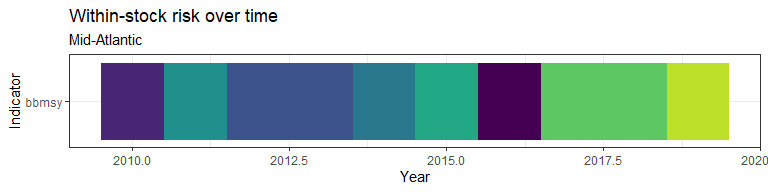 Within-stock risk over time
Mid-Atlantic
Indicator
bbmsy
2010.0 2012.5 2015.0 2017.5 2020
Year